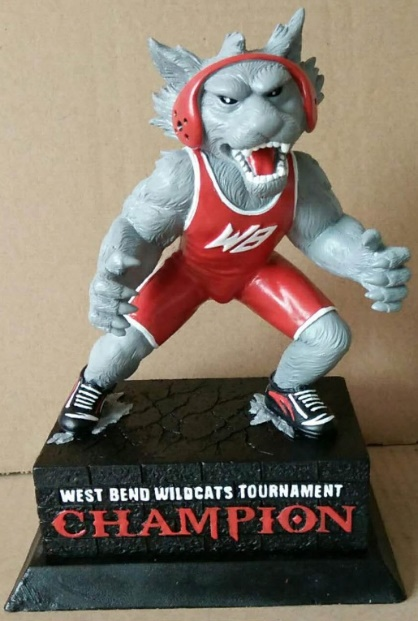 WB
WEST BEND WILDCATS TOURNAMENT
CHAMPION